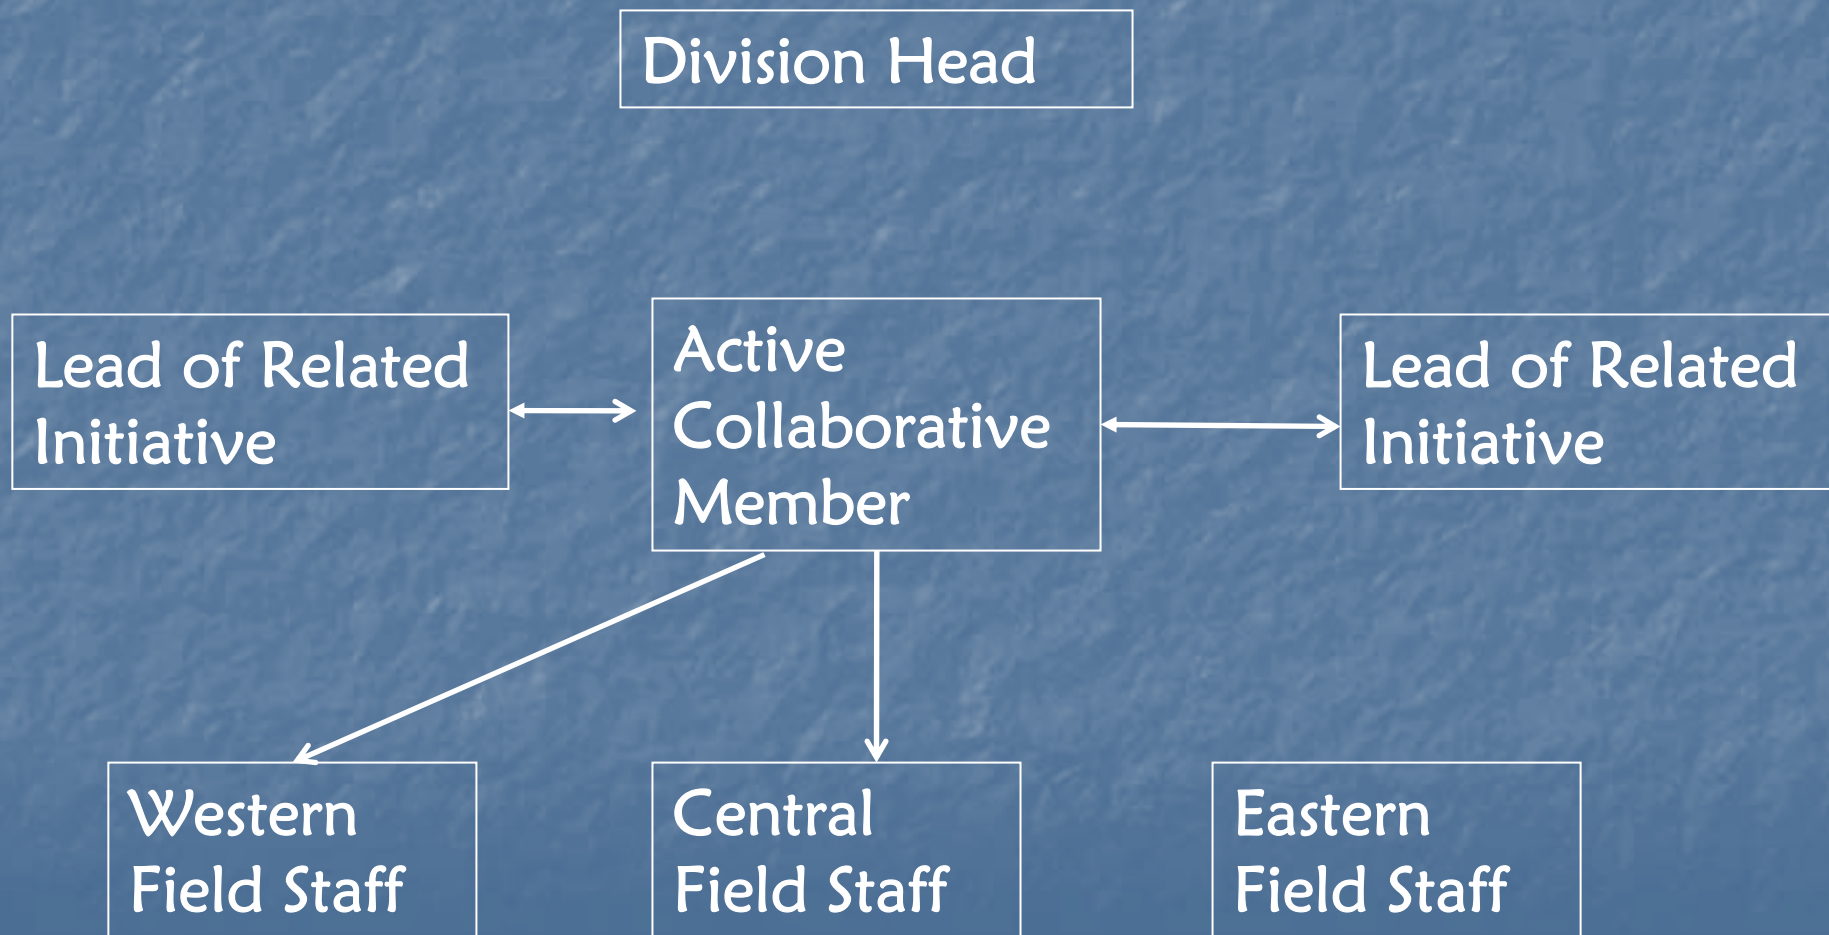 Division Head
Lead of Related
Initiative
Active
Collaborative
Member
Lead of Related
Initiative
Western
Field Staff
Central
Field Staff
Eastern
Field Staff